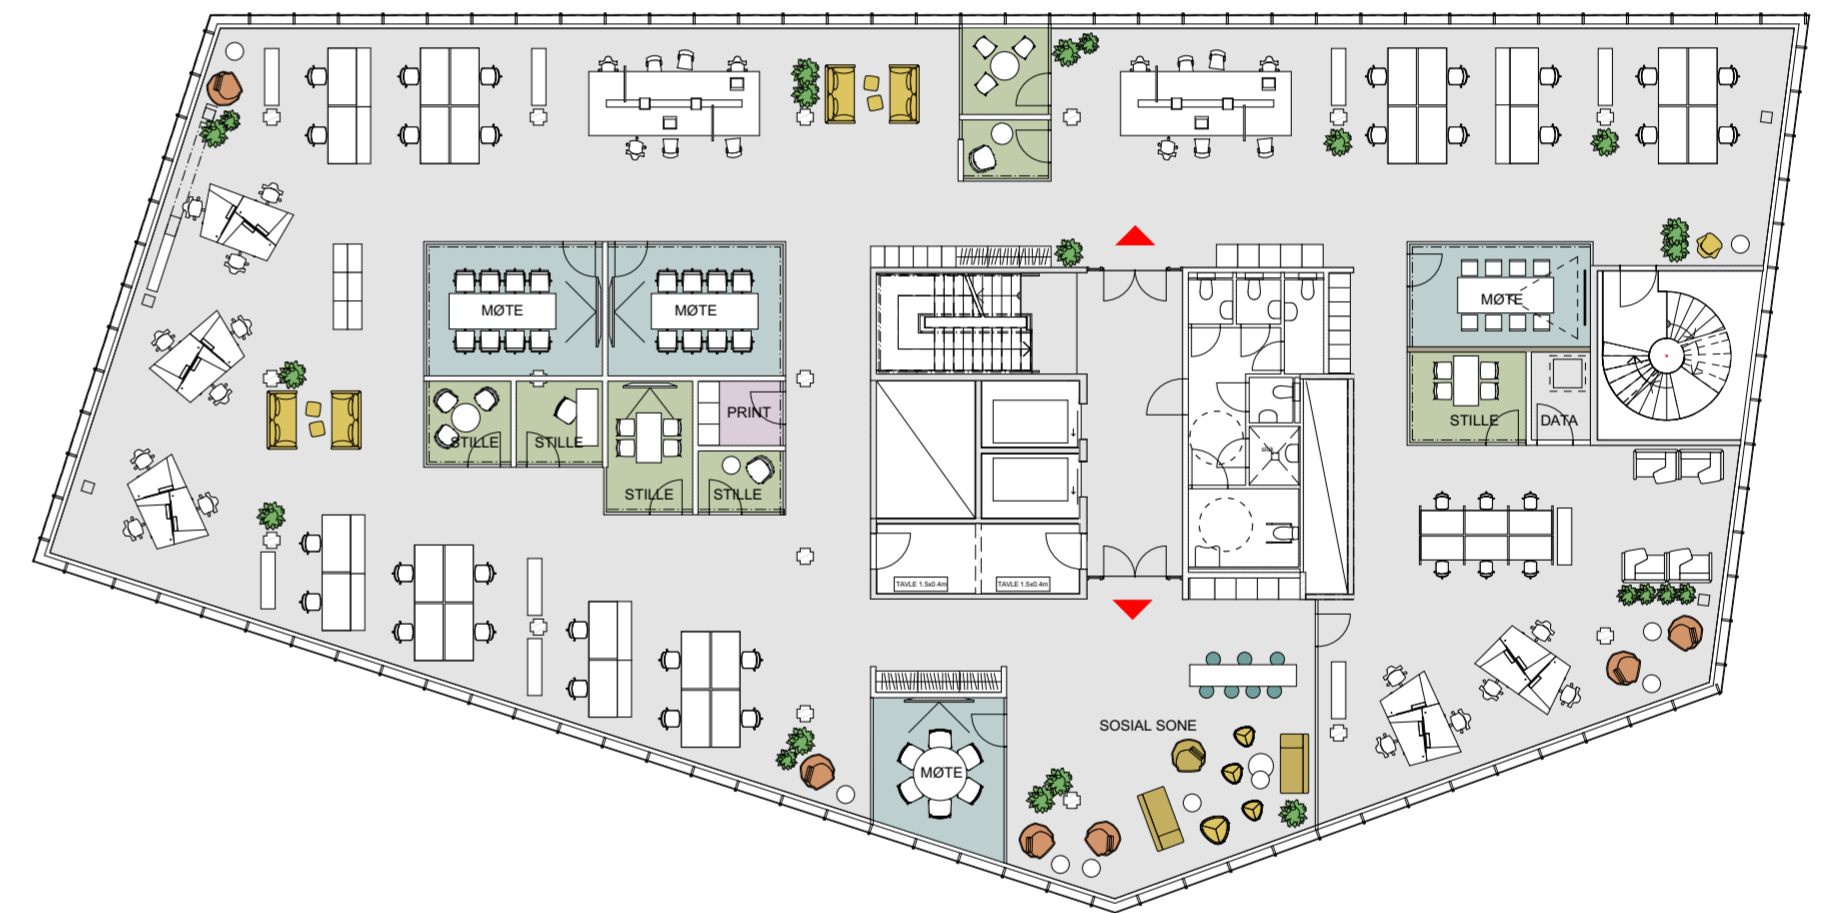 MØTE
MØTE
MØTE
STILLE
STILLE
PRINT
STILLE
DATA
STILLE
STILLE
TAVLE 1.5x0.4m
TAVLE 1.5x0.4m
SOSIAL SONE
MØTE